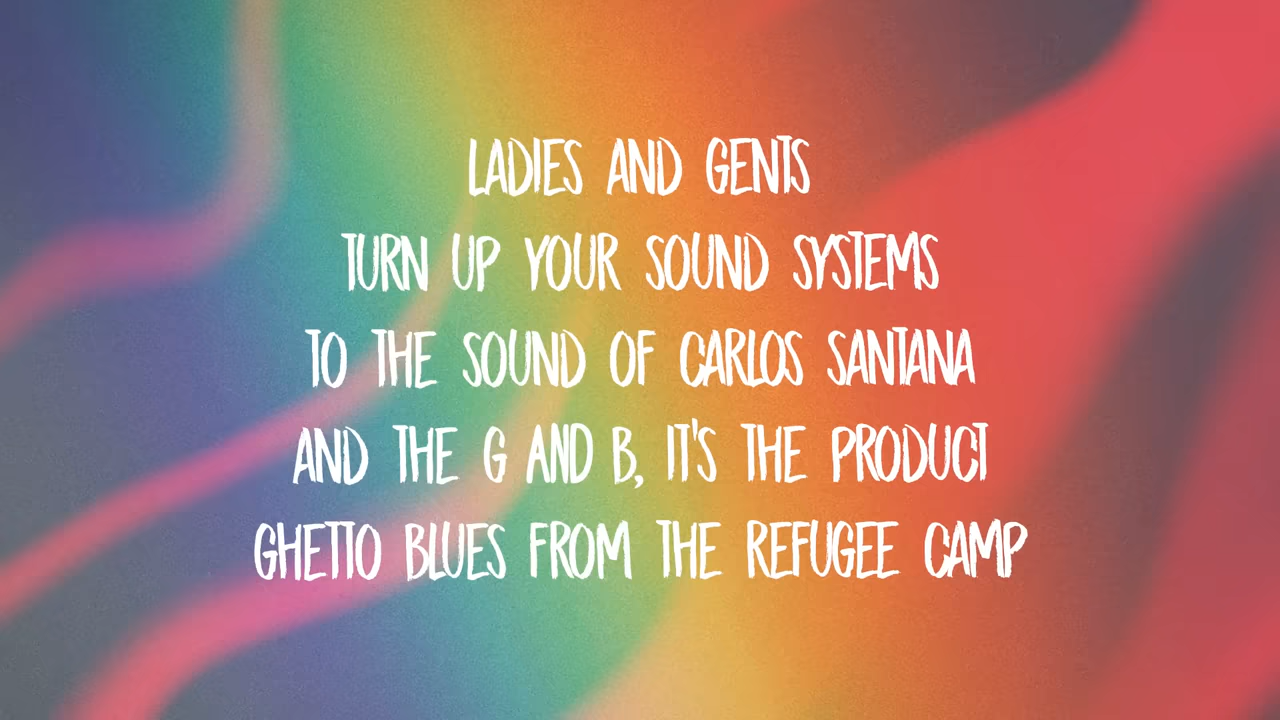 LADIES AND GENTS
TURN UP YOUR SOUND SYSTEMS
TO THE SOUND OF CARLOS SANTANA
AND THE G AND B, IT'S THE PRODUCT
GHETTO BLUES FROM THE REFUGEE CAMP